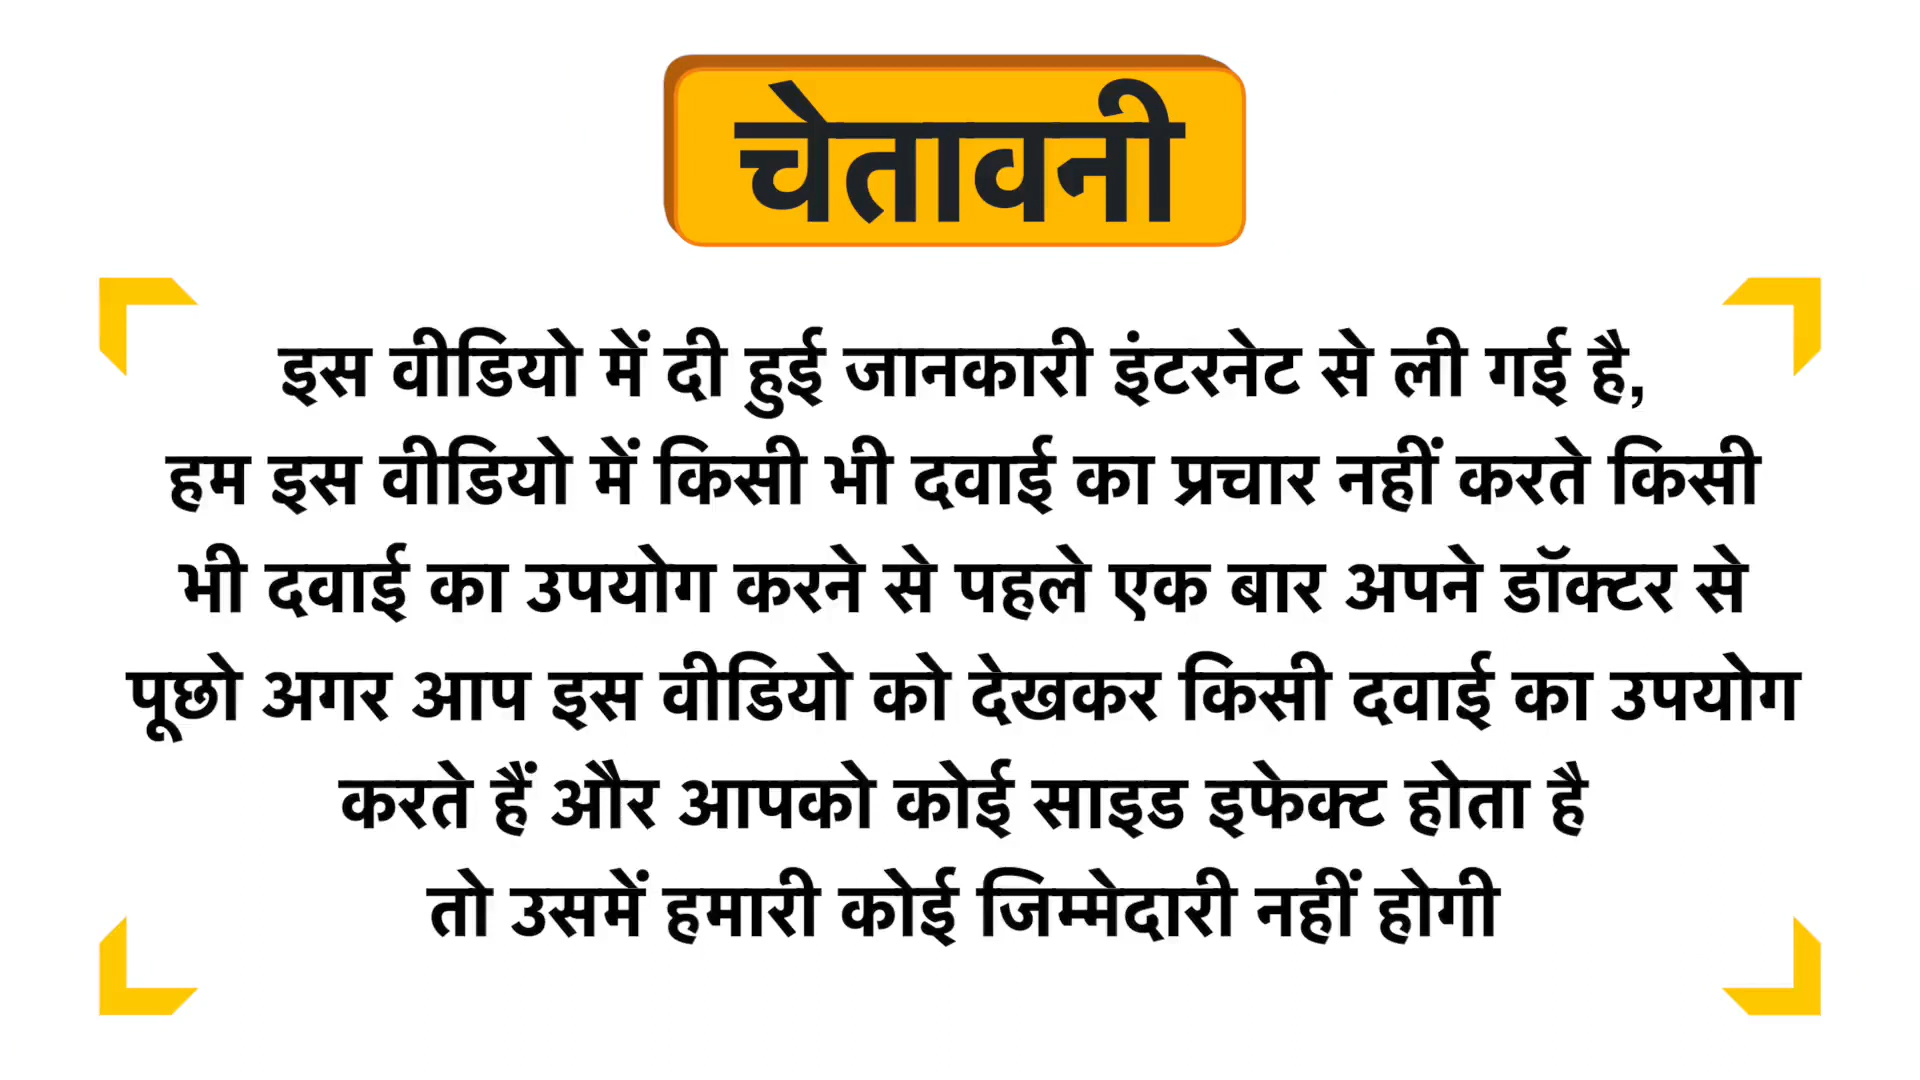 चेतावनी
इस वीडियो में दी हुई जानकारी इंटरनेट से ली गई है,
हम इस वीडियो में किसी भी दवाई का प्रचार नहीं करते किसी
भी दवाई का उपयोग करने से पहले एक बार अपने डॉक्टर से
पूछो अगर आप इस वीडियो को देखकर किसी दवाई का उपयोग
करते हैं और आपको कोई साइड इफेक्ट होता है
तो उसमें हमारी कोई जिम्मेदारी नहीं होगी